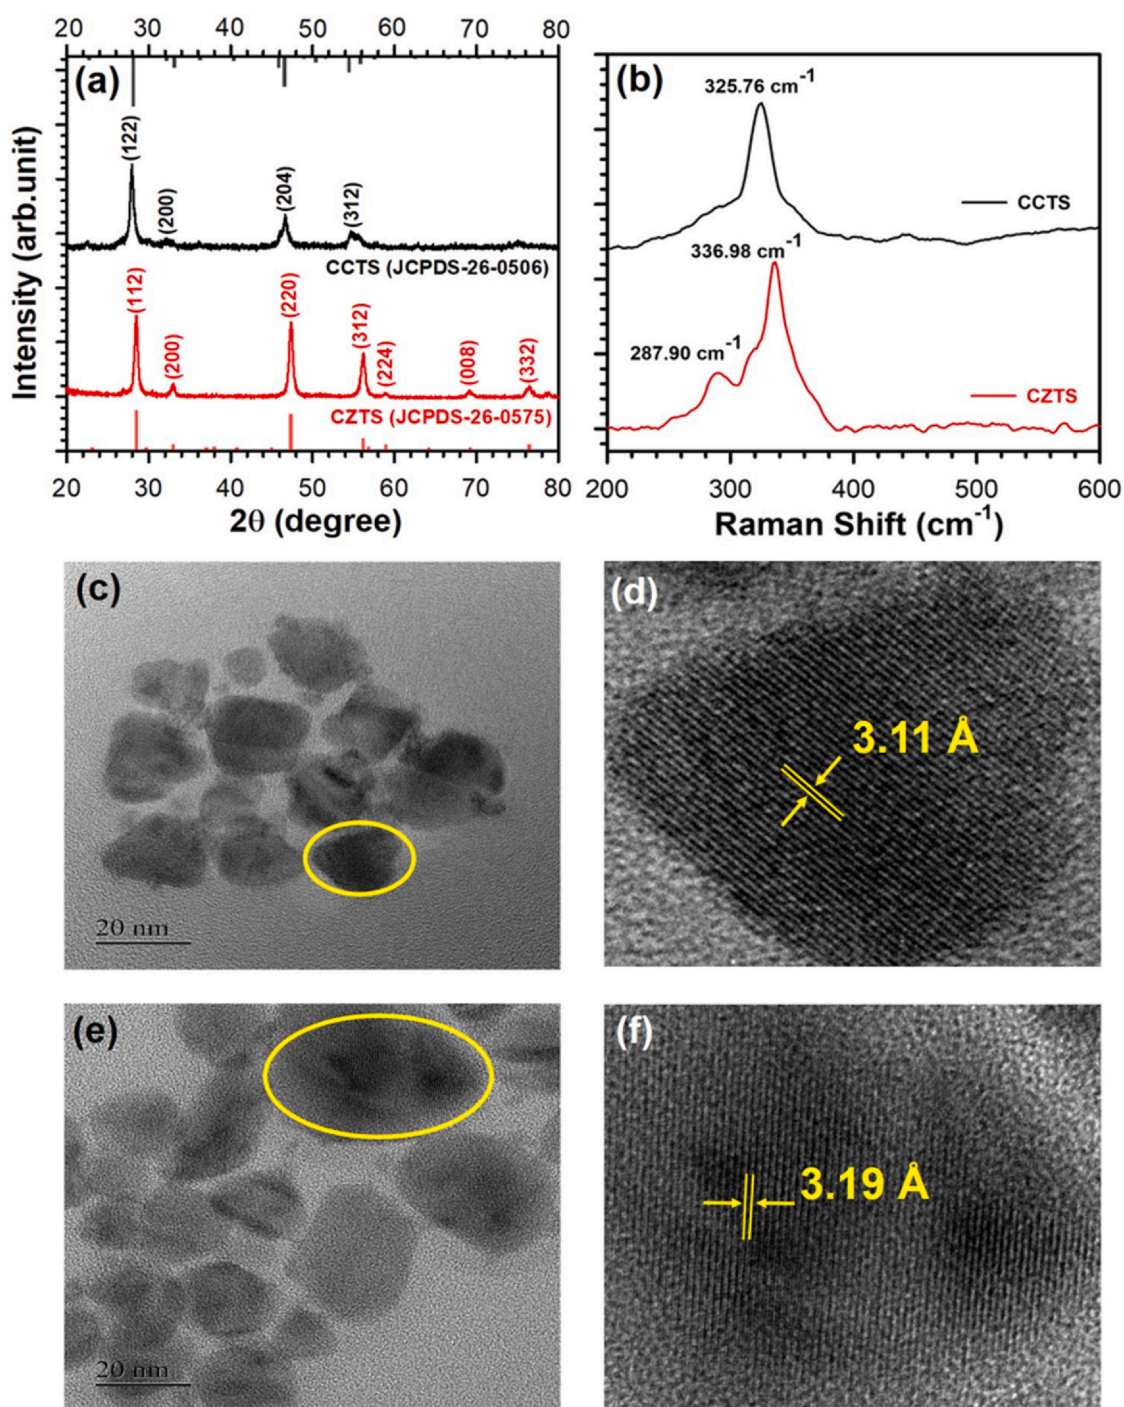 20 30 40 50 60 70 80
(a)
(122)
(200)
(204)
(312)
CCTS (JCPDS-26-0506)
(112)
(200)
(220)
(312)
(224)
(008)
(332)
CZTS (JCPDS-26-0575)
Intensity (arb.unit)
20 30 40 50 60 70 80
2θ (degree)
(b)
325.76 cm-1
CCTS
336.98 cm-1
287.90 cm-1
CZTS
200 300 400 500 600
Raman Shift (cm-1)
(c)
20 nm
(d)
3.11 Å
(e)
20 nm
(f)
3.19 Å